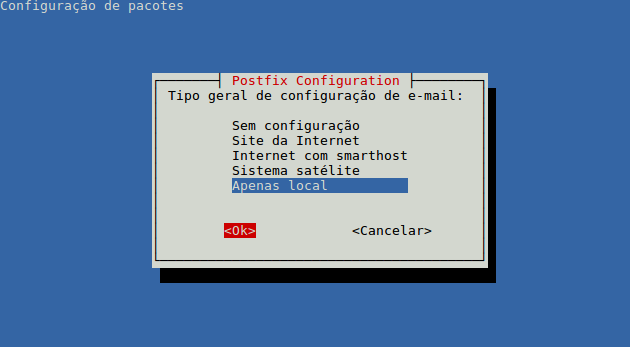 Configuração de pacotes
Postfix Configuration
Tipo geral de configuração de e-mail:
Sem configuração
Site da Internet
Internet com smarthost
Sistema satélite
Apenas local
<Ok> <Cancelar>